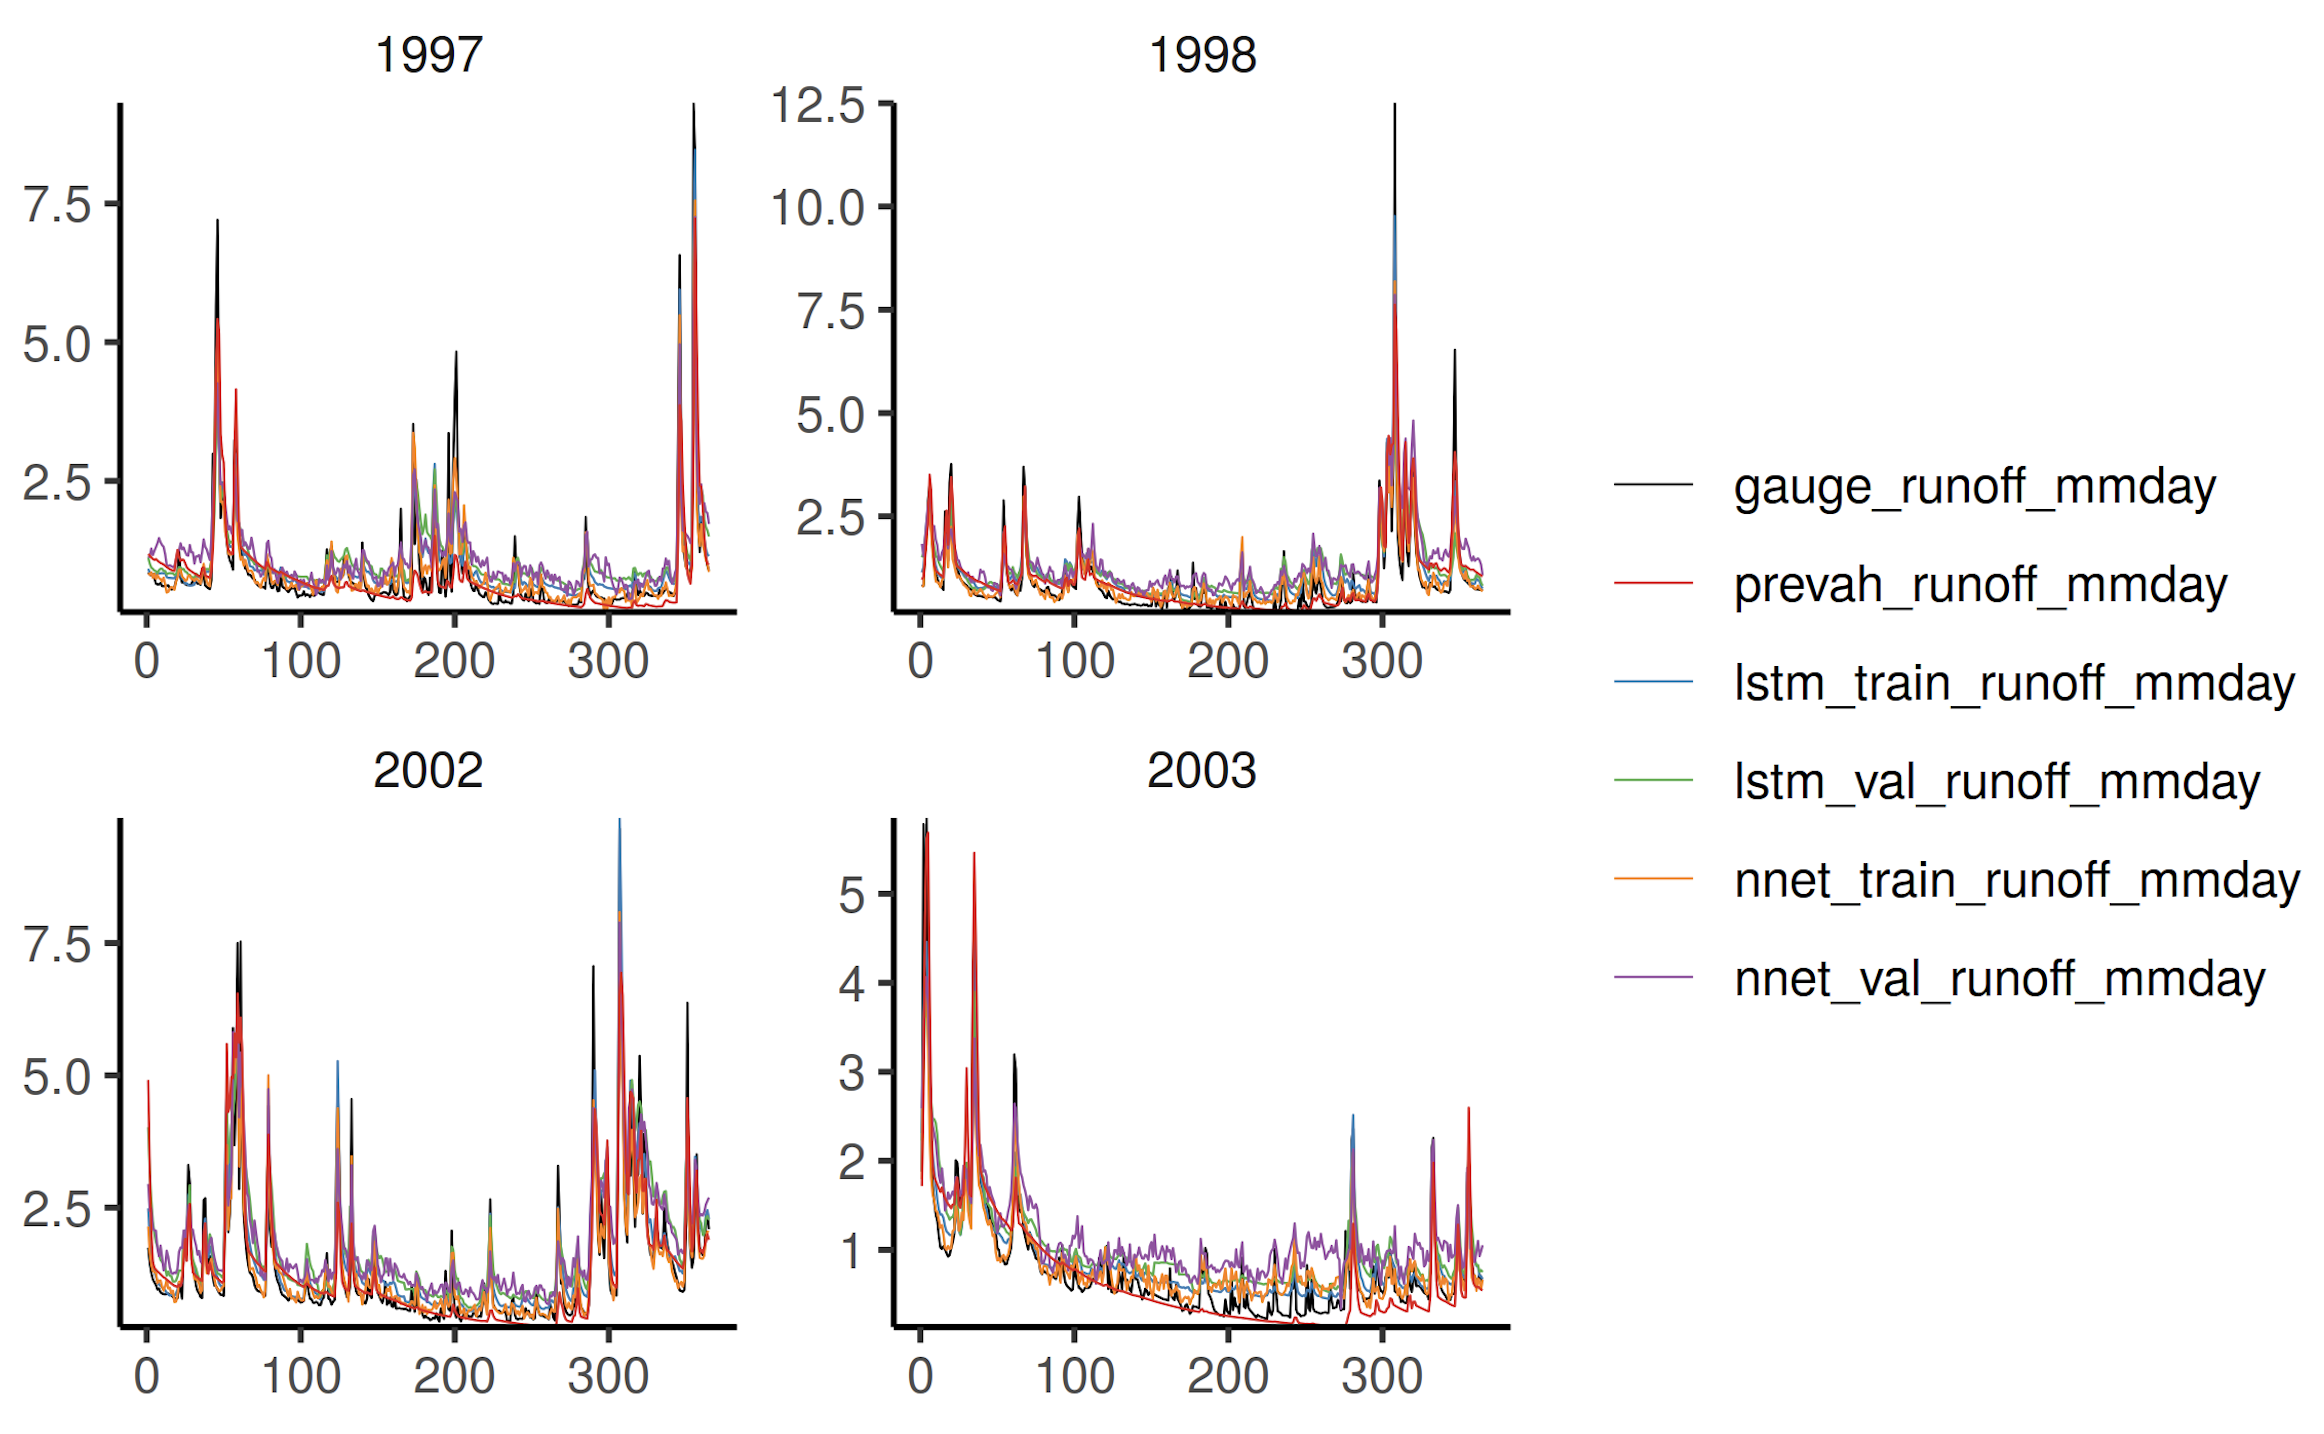 1997
1998
7.5
5.0
2.5
0 100 200 300
12.5
10.0
7.5
5.0
2.5
0 100 200 300
2002
2003
7.5
5.0
2.5
0 100 200 300
5
4
3
2
1
0 100 200 300
gauge_runoff_mmday
prevah_runoff_mmday
lstm_train_runoff_mmday
lstm_val_runoff_mmday
nnet_train_runoff_mmday
nnet_val_runoff_mmday